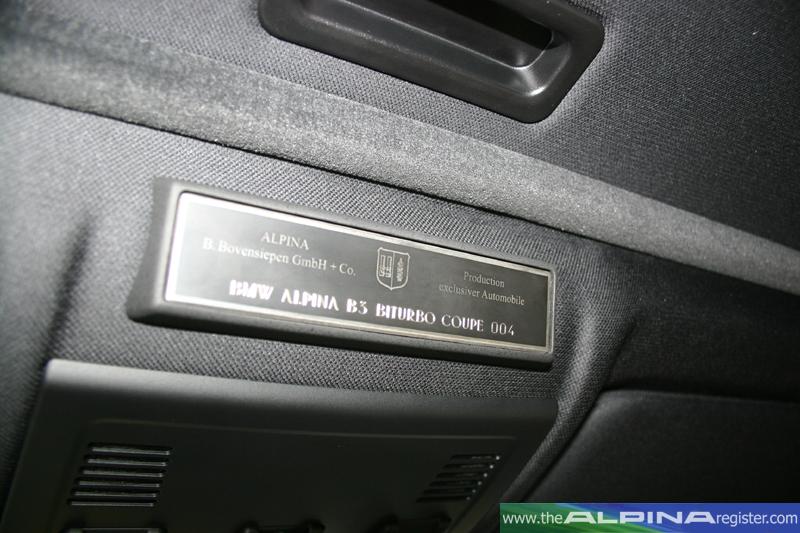 ALPINA
B. Bovensiepen GmbH + Co.
Production
exclusiver Automobile
BMW ALPINA B3 BITURBO COUPE 004
www.theALPINAregister.com